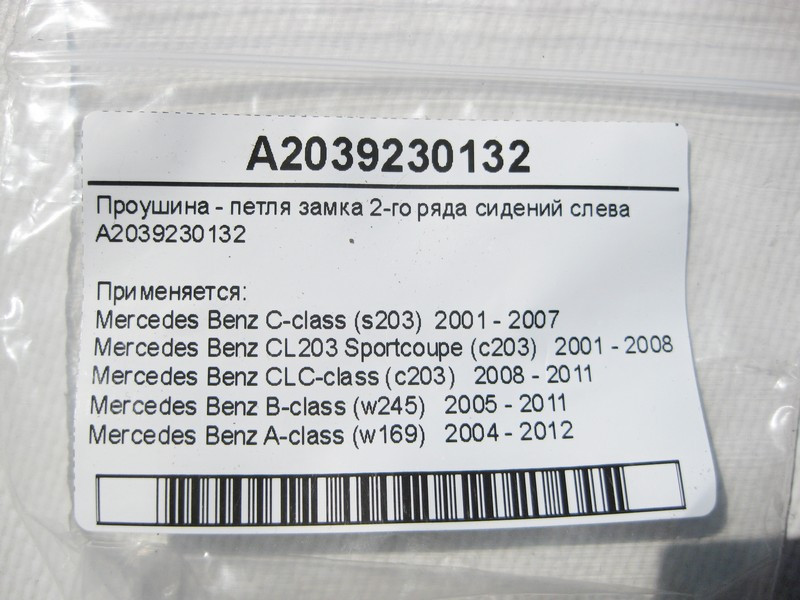 A2039230132
Проушина - петля замка 2-го ряда сидений слева
A2039230132
Применяется:
Mercedes Benz C-class (s203) 2001 - 2007
Mercedes Benz CL203 Sportcoupe (c203) 2001 - 2008
Mercedes Benz CLC-class (c203) 2008 - 2011
Mercedes Benz B-class (w245) 2005 - 2011
Mercedes Benz A-class (w169) 2004 - 2012